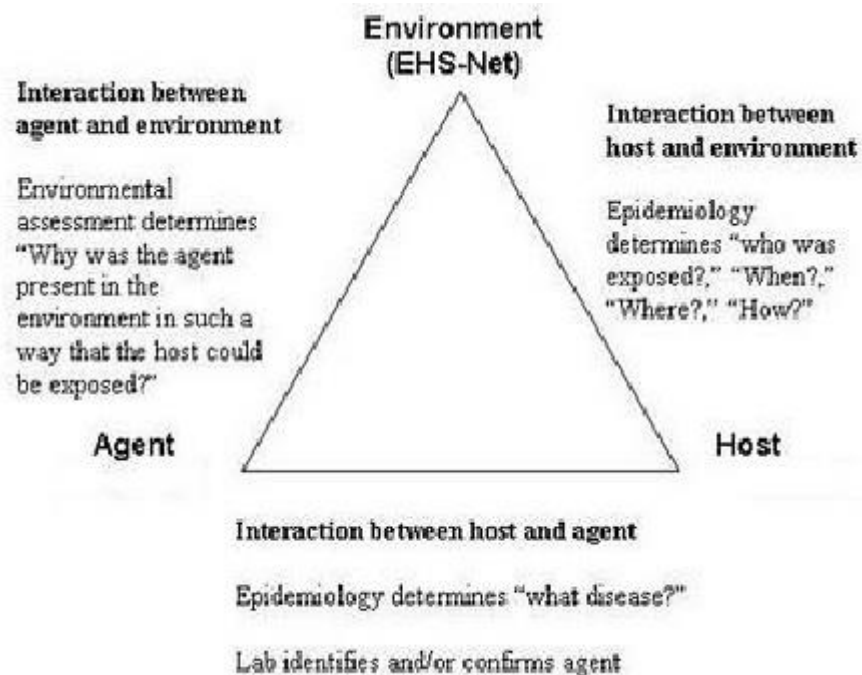 Environment
(EHS-Net)
Interaction between
agent and environment
Environmental
assessment determines
“Why was the agent
present in the
environment in such a
way that the host could
be exposed?”
Interaction between
host and environment
Epidemiology
determines “who was
exposed?,” “When?,”
“Where?,” “How?”
Agent
Host
Interaction between host and agent
Epidemiology determines “what disease?”
Lab identifies and/or confirms agent